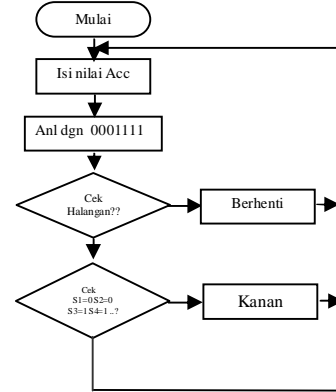 Mulai
Isi nilai Acc
Anl dgn 0001111
Cek
Halangan??
Berhenti
Cek
S1=0S2=0
S3=1S4=1..?
Kanan